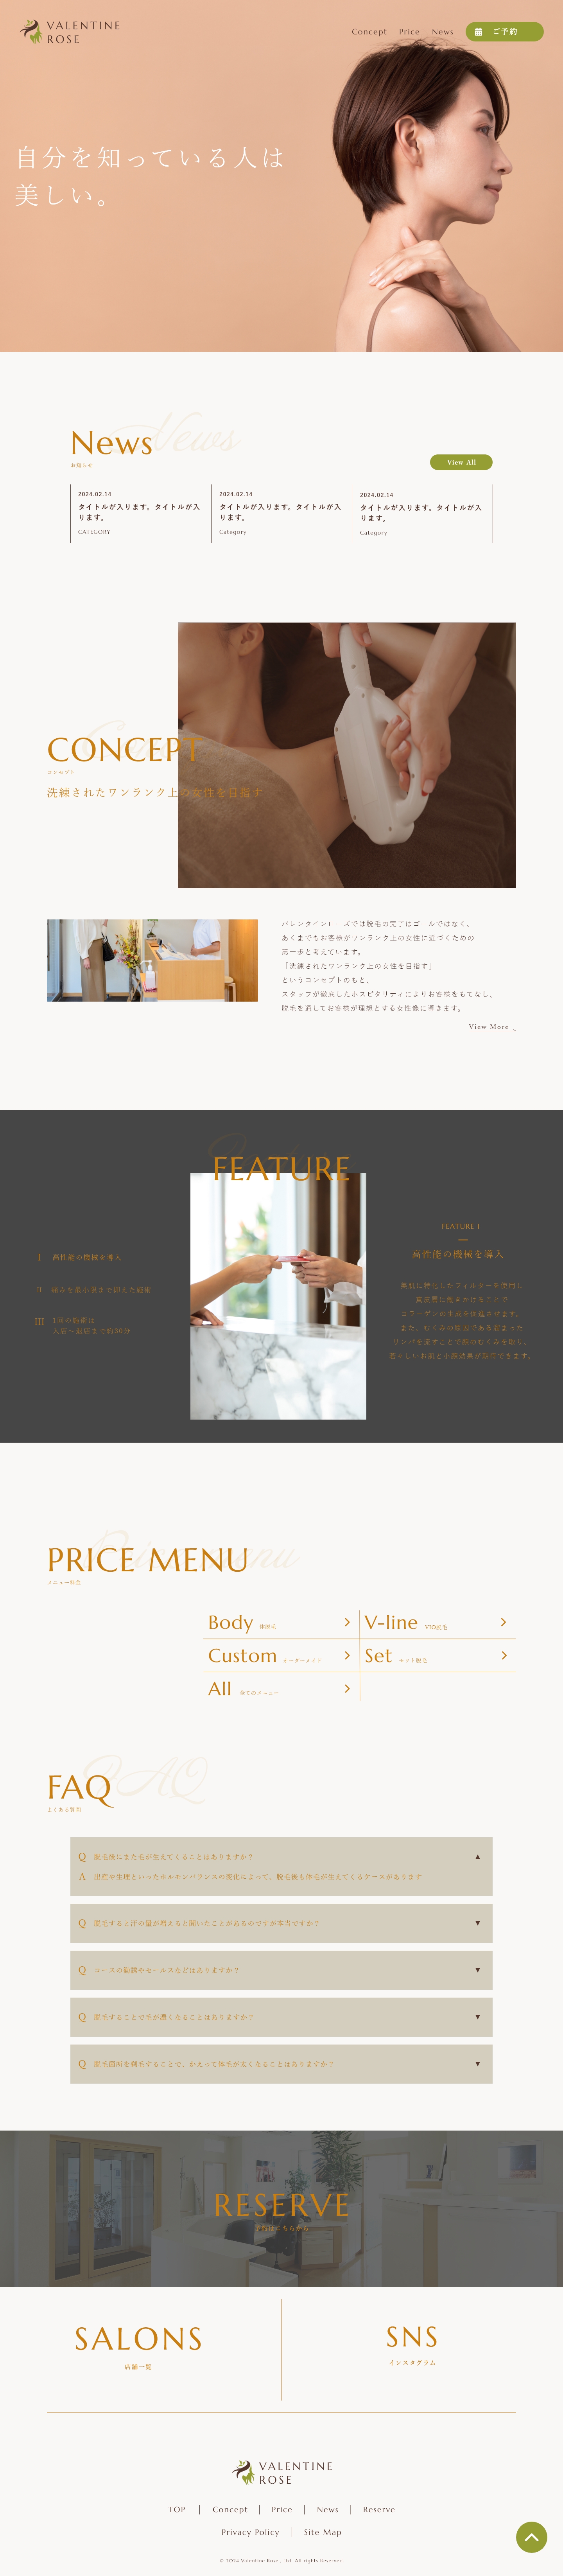 VALENTINE
ROSE
Concept
Price
News
ご予約
自分を知っている人は
美しい。
News
News
お知らせ
View All
2024.02.14
タイトルが入ります。タイトルが入
ります。
CATEGORY
2024.02.14
タイトルが入ります。タイトルが入
ります。
Category
2024.02.14
タイトルが入ります。タイトルが入
ります。
Category
CONCEPT
コンセプト
洗練されたワンランク上の女性を目指す
バレンタインローズでは脱毛の完了はゴールではなく、
あくまでもお客様がワンランク上の女性に近づくための
第一歩と考えています。
「洗練されたワンランク上の女性を目指す」
というコンセプトのもと、
スタッフが徹底したホスピタリティによりお客様をもてなし、
脱毛を通してお客様が理想とする女性像に導きます。
View More
FEATURE
I 高性能の機械を導入
II 痛みを最小限まで抑えた施術
III 1回の施術は
入店〜退店まで約30分
FEATURE I
高性能の機械を導入
美肌に特化したフィルターを使用し
真皮層に働きかけることで
コラーゲンの生成を促進させます。
また、むくみの原因である溜まった
リンパを流すことで顔のむくみを取り、
若々しいお肌と小顔効果が期待できます。
Price menu
PRICE MENU
メニュー料金
Body 体脱毛
V-line VIO脱毛
Custom オーダーメイド
Set セット脱毛
All 全てのメニュー
FAQ
FAQ
よくある質問
Q 脱毛後にまた毛が生えてくることはありますか？
A 出産や生理といったホルモンバランスの変化によって、脱毛後も体毛が生えてくるケースがあります
Q 脱毛すると汗の量が増えると聞いたことがあるのですが本当ですか？
Q コースの勧誘やセールスなどはありますか？
Q 脱毛することで毛が濃くなることはありますか？
Q 脱毛箇所を剃毛することで、かえって体毛が太くなることはありますか？
RESERVE
予約はこちらから
SALONS
店舗一覧
SNS
インスタグラム
VALENTINE
ROSE
TOP
Concept
Price
News
Reserve
Privacy Policy
Site Map
© 2024 Valentine Rose., Ltd. All rights Reserved.